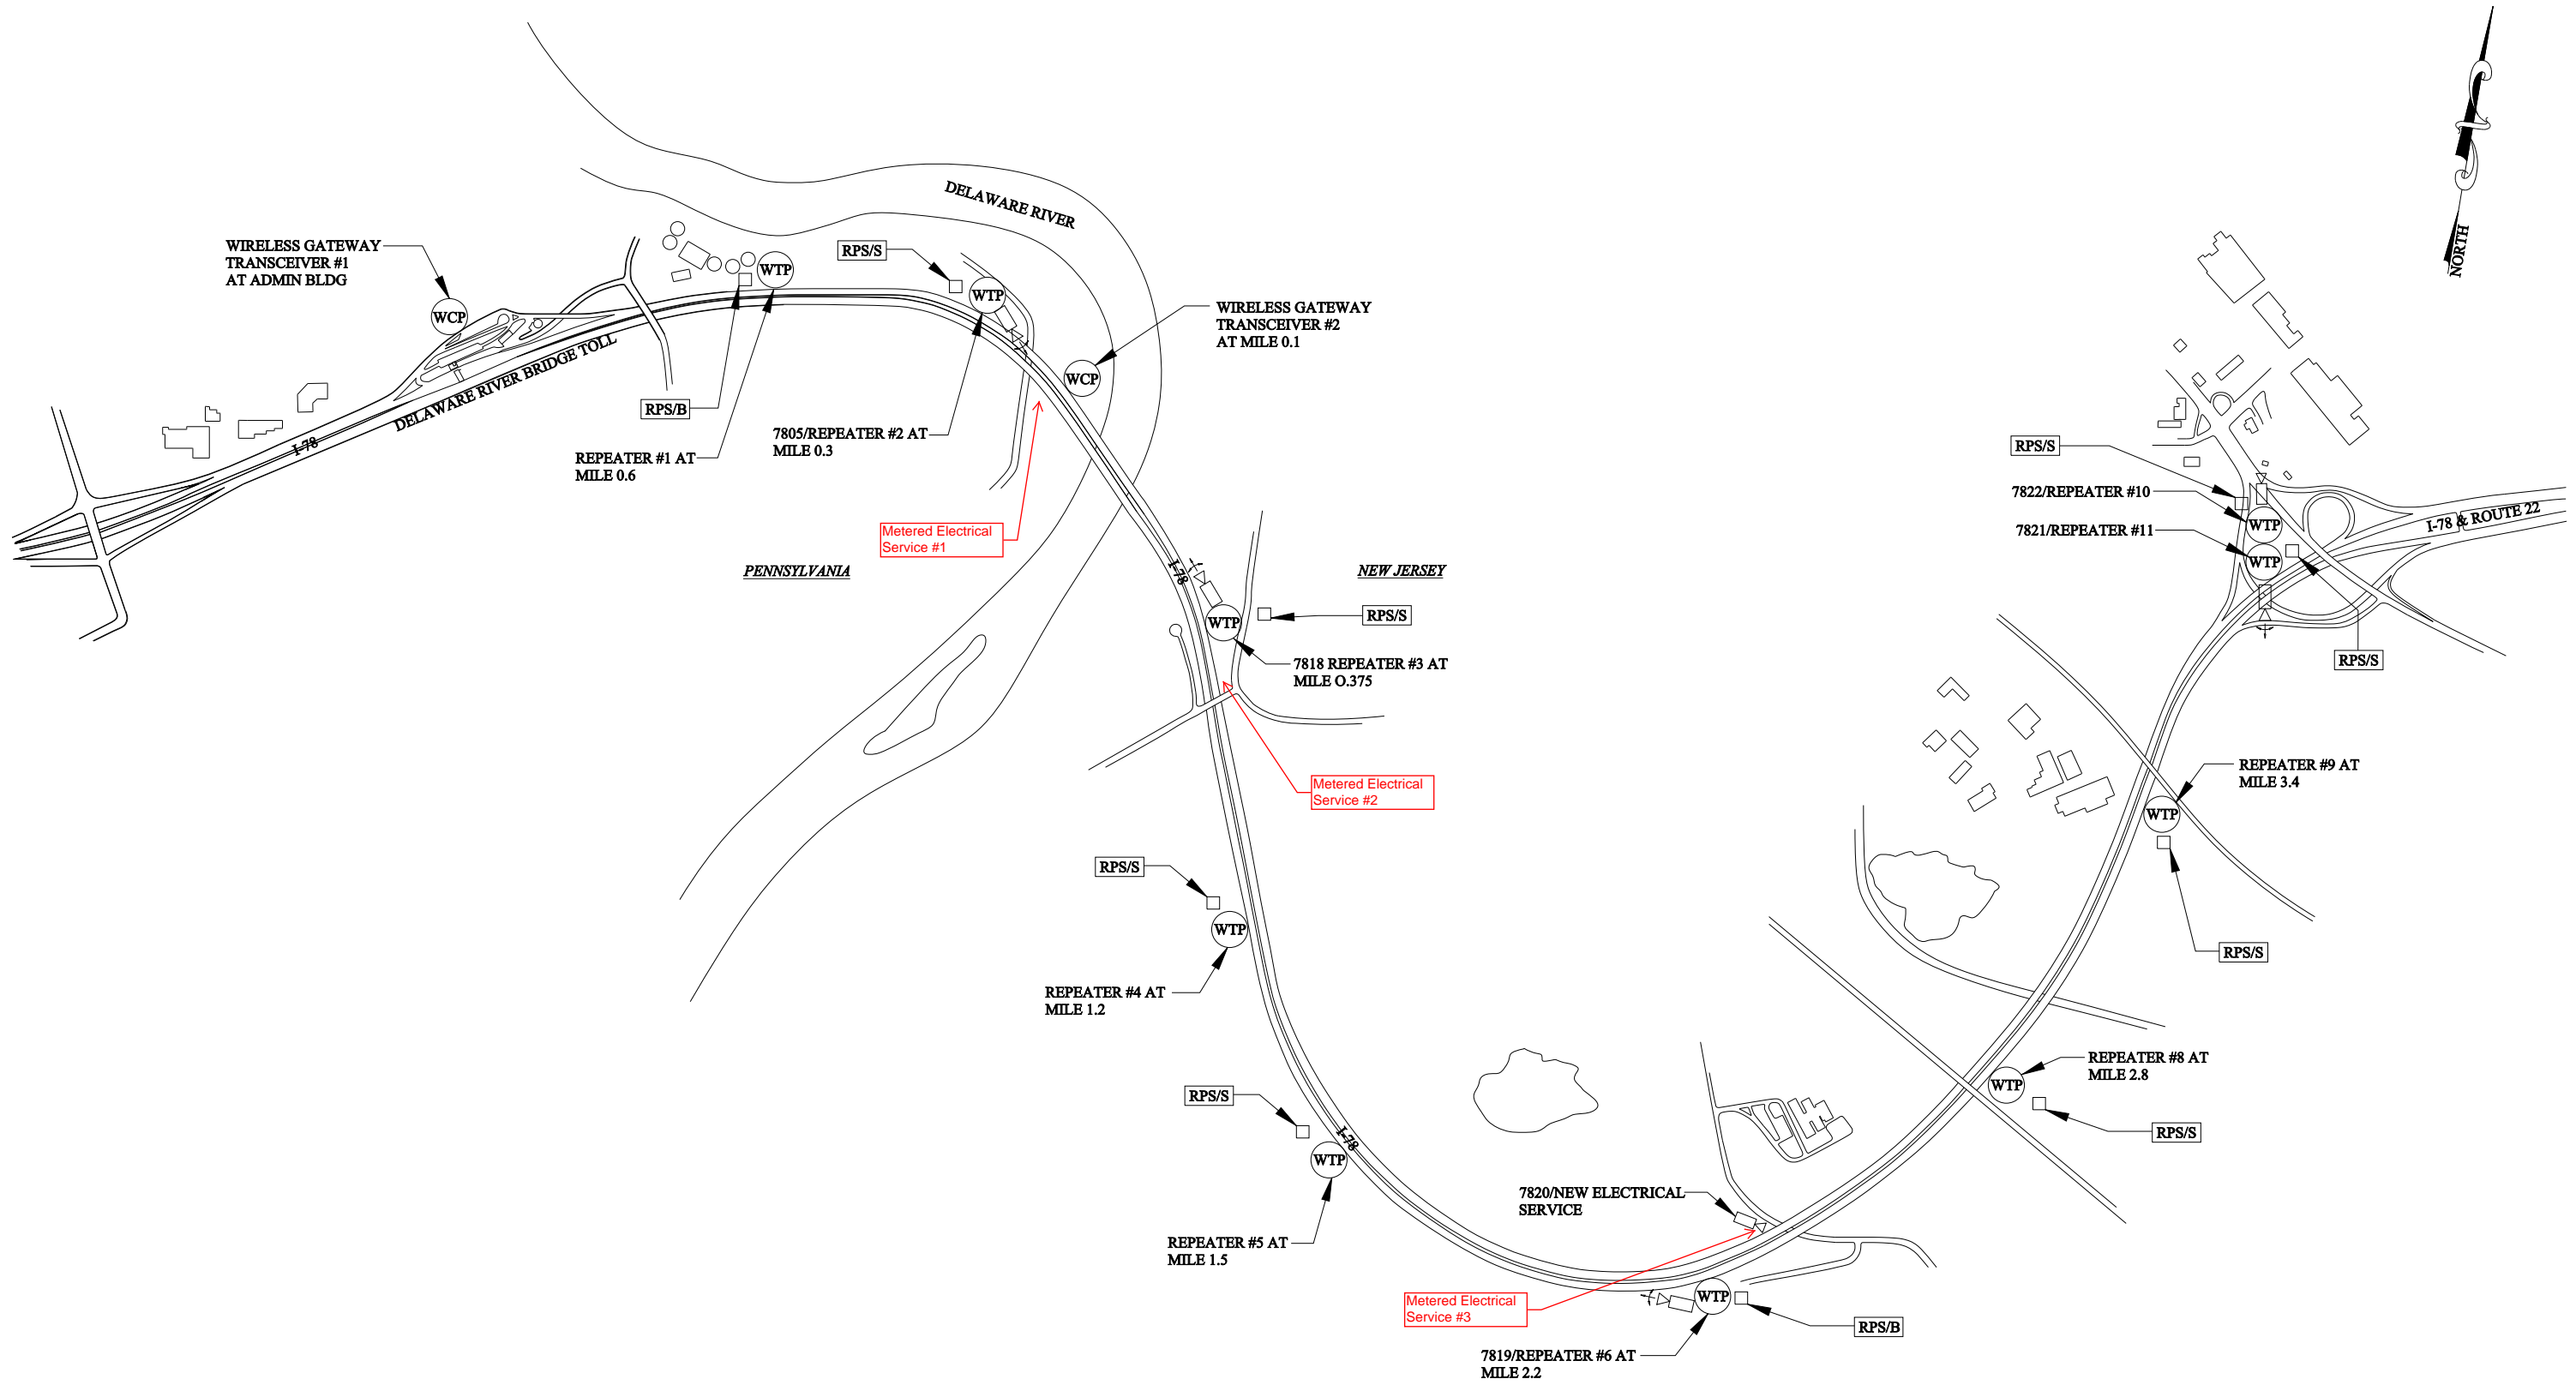 DELAWARE RIVER
NORTH
WIRELESS GATEWAY
TRANSCEIVER #1
AT ADMIN BLDG
WCP
WTP
RPS/S
WTP
WIRELESS GATEWAY
TRANSCEIVER #2
AT MILE 0.1
WCP
DELAWARE RIVER BRIDGE TOLL
I-78
RPS/B
REPEATER #1 AT
MILE 0.6
7805/REPEATER #2 AT
MILE 0.3
Metered Electrical
Service #1
PENNSYLVANIA
NEW JERSEY
I-78
WTP
RPS/S
7818 REPEATER #3 AT
MILE O.375
Metered Electrical
Service #2
RPS/S
7822/REPEATER #10
WTP
7821/REPEATER #11
WTP
I-78 & ROUTE 22
RPS/S
REPEATER #9 AT
MILE 3.4
WTP
RPS/S
RPS/S
WTP
REPEATER #4 AT
MILE 1.2
RPS/S
I-78
WTP
REPEATER #5 AT
MILE 1.5
REPEATER #8 AT
MILE 2.8
WTP
RPS/S
7820/NEW ELECTRICAL
SERVICE
Metered Electrical
Service #3
WTP
RPS/B
7819/REPEATER #6 AT
MILE 2.2